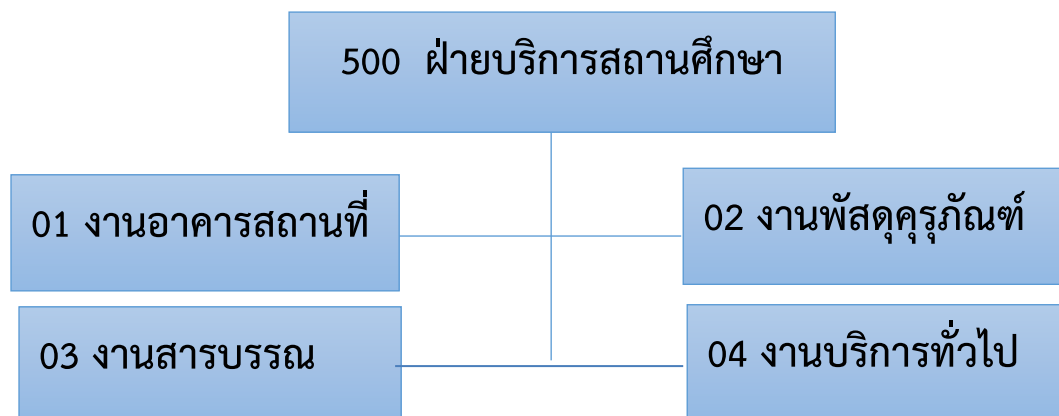 500 ฝ่ายบริการสถานศึกษา
01 งานอาคารสถานที่
02 งานพัสดุคุรุภัณฑ์
03 งานสารบรรณ
04 งานบริการทั่วไป